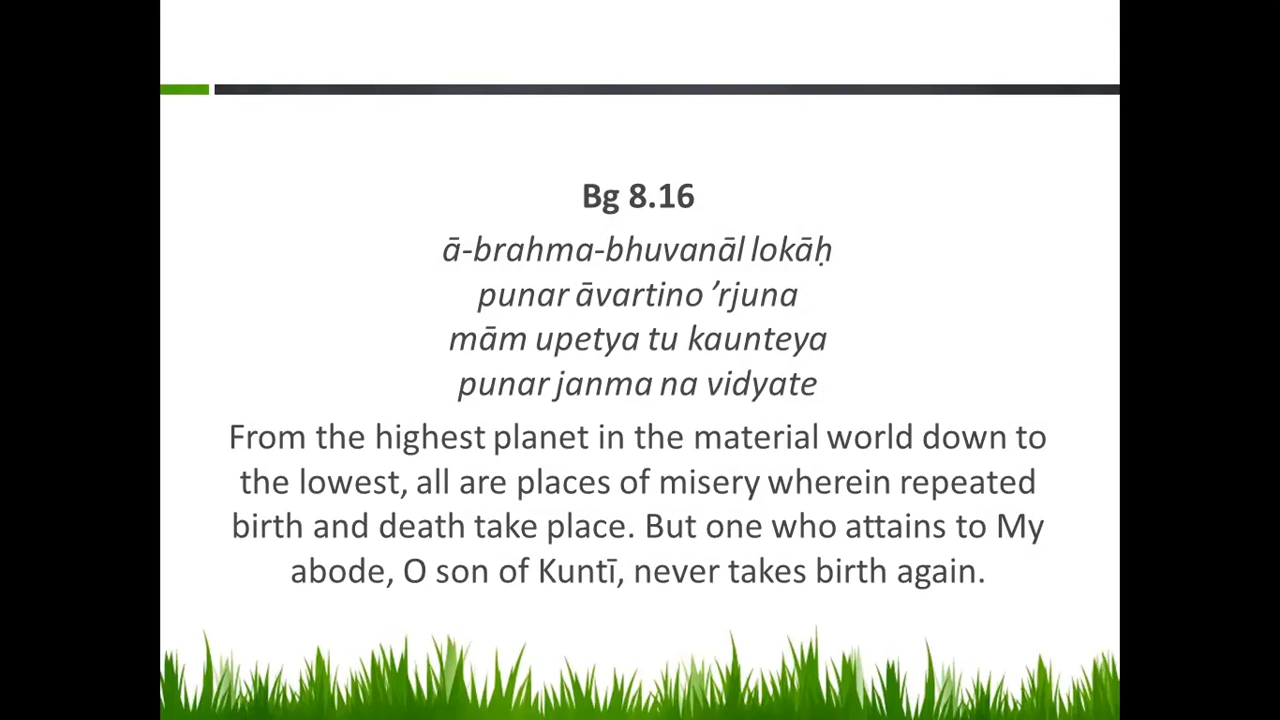 Bg 8.16
ā-brahma-bhuvanāl lokāḥ
punar āvartino ’rjuna
mām upetya tu kaunteya
punar janma na vidyate
From the highest planet in the material world down to
the lowest, all are places of misery wherein repeated
birth and death take place. But one who attains to My
abode, O son of Kuntī, never takes birth again.